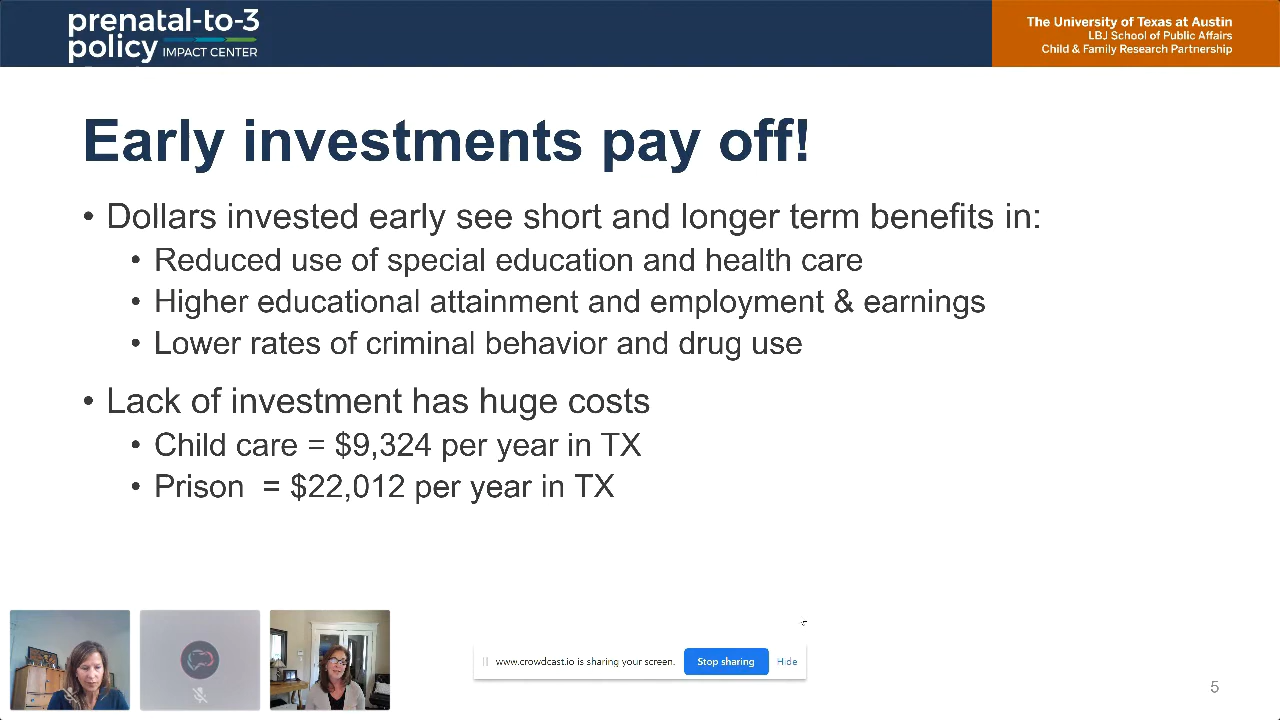 prenatal-to-3
policy IMPACT CENTER
The University of Texas at Austin
LBJ School of Public Affairs
Child & Family Research Partnership
Early investments pay off!
• Dollars invested early see short and longer term benefits in:
• Reduced use of special education and health care
• Higher educational attainment and employment & earnings
• Lower rates of criminal behavior and drug use
• Lack of investment has huge costs
• Child care = $9,324 per year in TX
• Prison = $22,012 per year in TX
www.crowdcast.io is sharing your screen. Stop sharing Hide
5